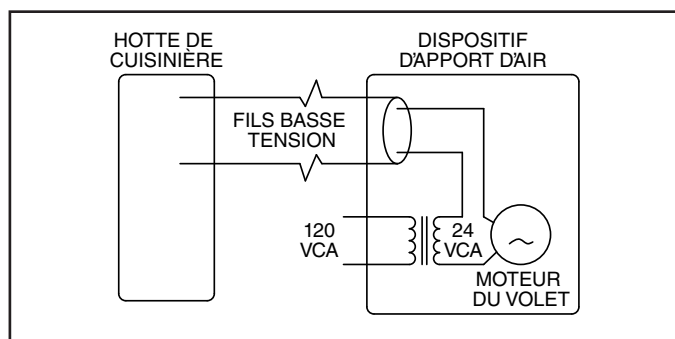 HOTTE DE
CUISINIÈRE
DISPOSITIF
D'APPORT D'AIR
FILS BASSE
TENSION
120
VCA
24
VCA
MOTEUR
DU VOLET